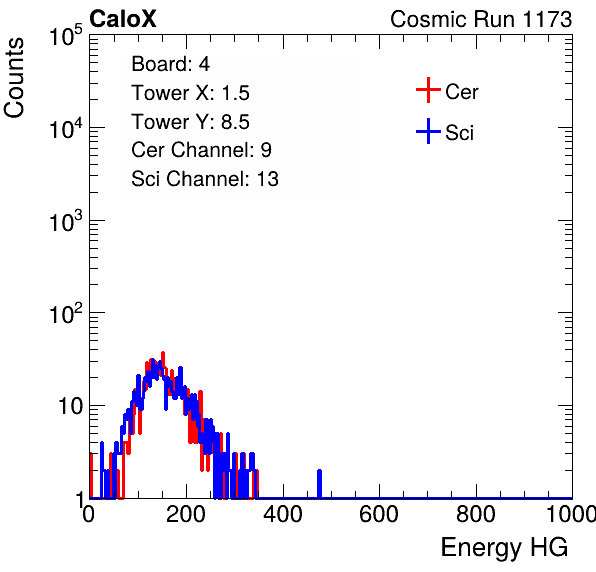 CaloX Cosmic Run 1173
Counts
10^5
10^4
10^3
10^2
10
1
Board: 4
Tower X: 1.5
Tower Y: 8.5
Cer Channel: 9
Sci Channel: 13
Cer
Sci
0 200 400 600 800 1000
Energy HG